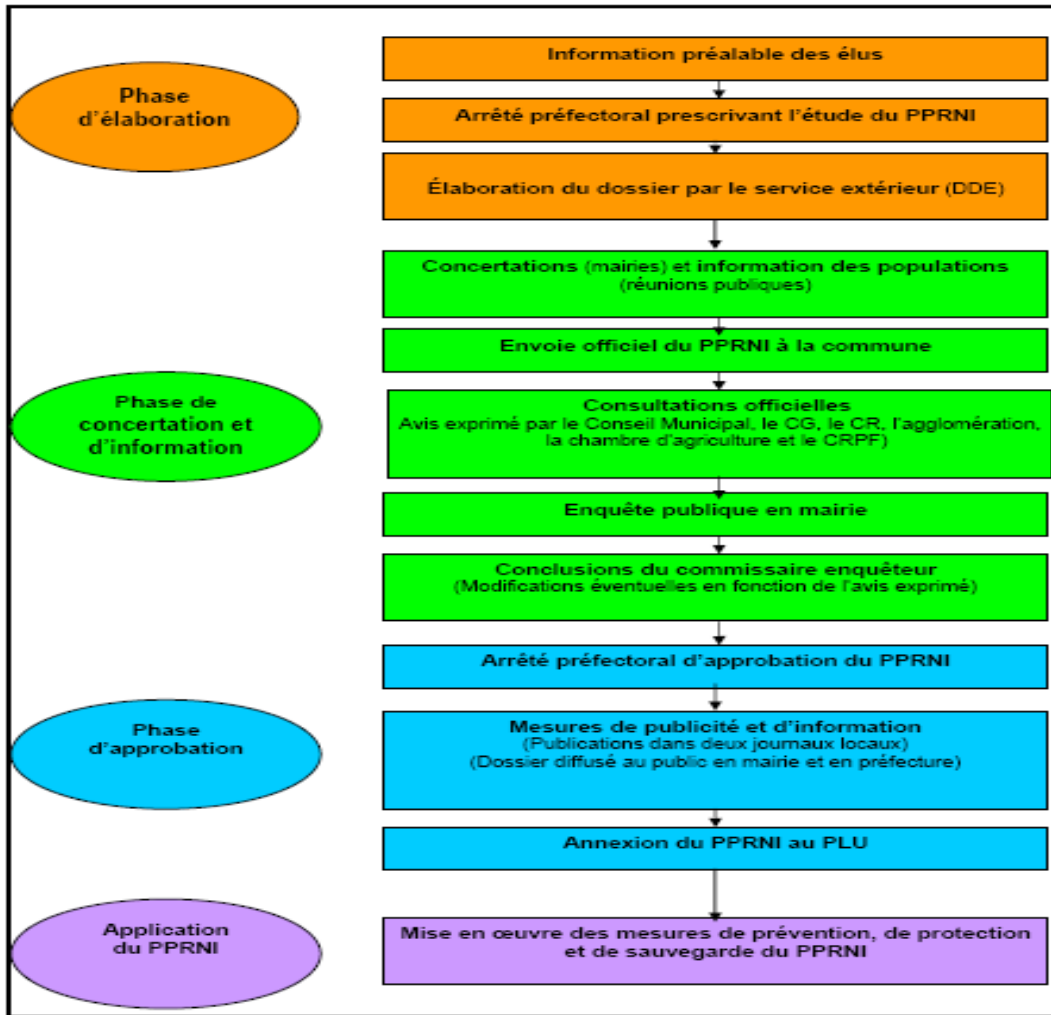 Phase
d'élaboration
Information préalable des élus
Arrêté préfectoral prescrivant l'étude du PPRNI
Élaboration du dossier par le service extérieur (DDE)
Phase de
concertation et
d'information
Concertations (mairies) et information des populations
(réunions publiques)
Envoie officiel du PPRNI à la commune
Consultations officielles
Avis exprimé par le Conseil Municipal, le CG, le CR, l'agglomération,
la chambre d'agriculture et le CRPF)
Enquête publique en mairie
Conclusions du commissaire enquêteur
(Modifications éventuelles en fonction de l'avis exprimé)
Phase
d'approbation
Arrêté préfectoral d'approbation du PPRNI
Mesures de publicité et d'information
(Publications dans deux journaux locaux)
(Dossier diffusé au public en mairie et en préfecture)
Annexion du PPRNI au PLU
Application
du PPRNI
Mise en œuvre des mesures de prévention, de protection
et de sauvegarde du PPRNI